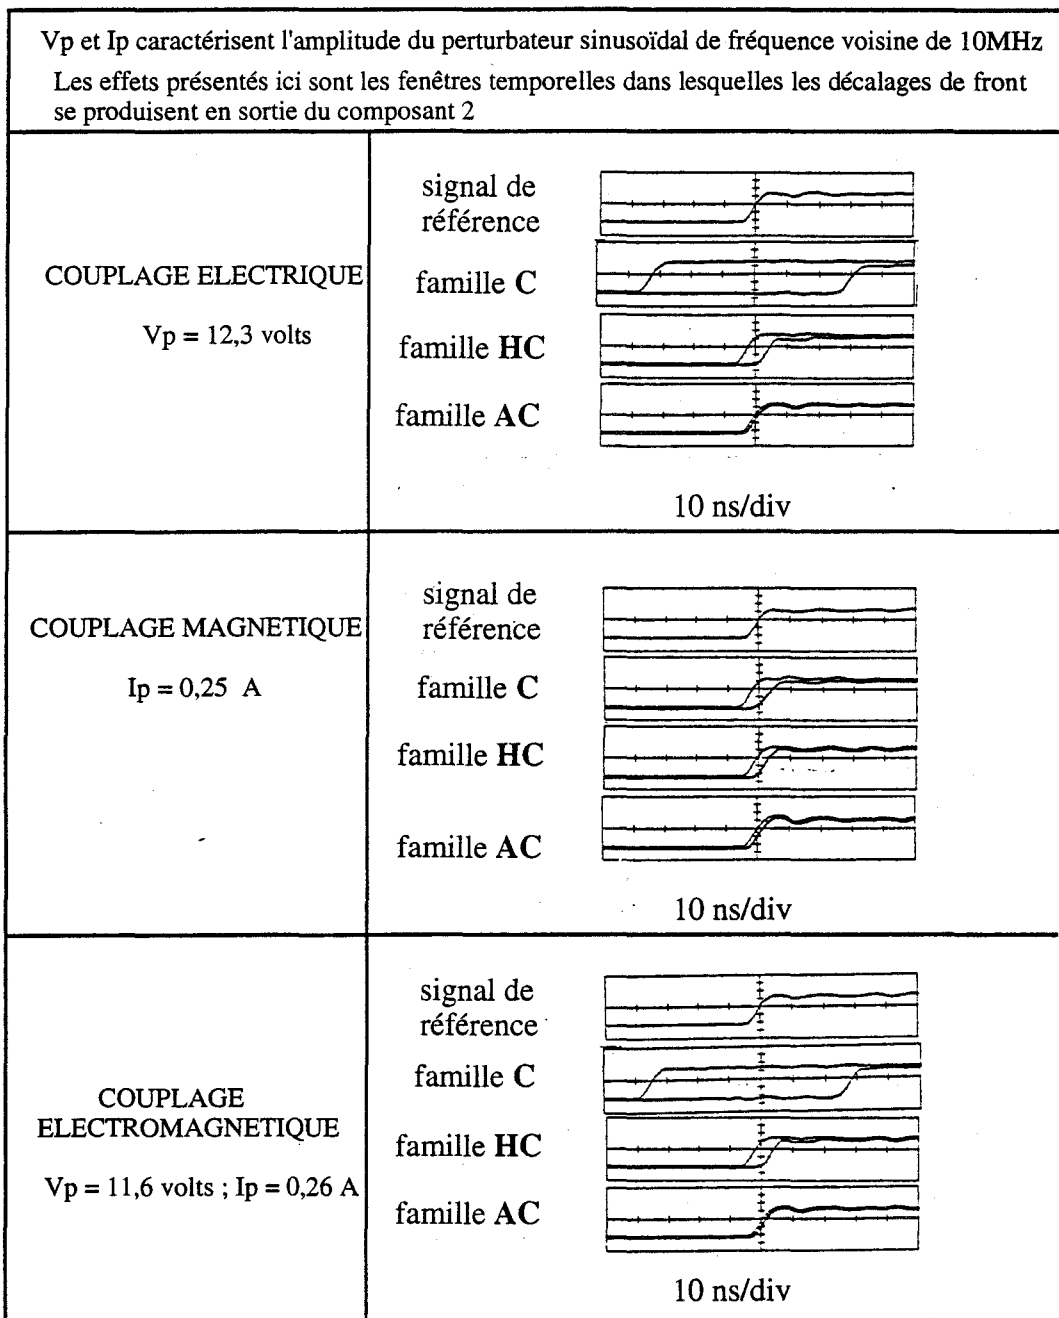 Vp et Ip caractérisent l'amplitude du perturbateur sinusoïdal de fréquence voisine de 10MHz
Les effets présentés ici sont les fenêtres temporelles dans lesquelles les décalages de front
se produisent en sortie du composant 2
COUPLAGE ELECTRIQUE
Vp = 12,3 volts
signal de
référence
famille C
famille HC
famille AC
10 ns/div
COUPLAGE MAGNETIQUE
Ip = 0,25 A
signal de
référence
famille C
famille HC
famille AC
10 ns/div
COUPLAGE
ELECTROMAGNETIQUE
Vp = 11,6 volts ; Ip = 0,26 A
signal de
référence
famille C
famille HC
famille AC
10 ns/div